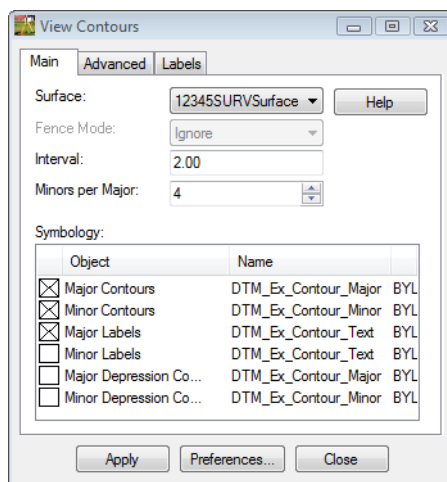 View Contours
Main Advanced Labels
Surface: 12345SURVSurface Help
Fence Mode: Ignore
Interval: 2.00
Minors per Major: 4
Symbology:
Object Name
Major Contours DTM_Ex_Contour_Major BYL
Minor Contours DTM_Ex_Contour_Minor BYL
Major Labels DTM_Ex_Contour_Text BYL
Minor Labels DTM_Ex_Contour_Text BYL
Major Depression Co... DTM_Ex_Contour_Major BYL
Minor Depression Co... DTM_Ex_Contour_Minor BYL
Apply Preferences... Close